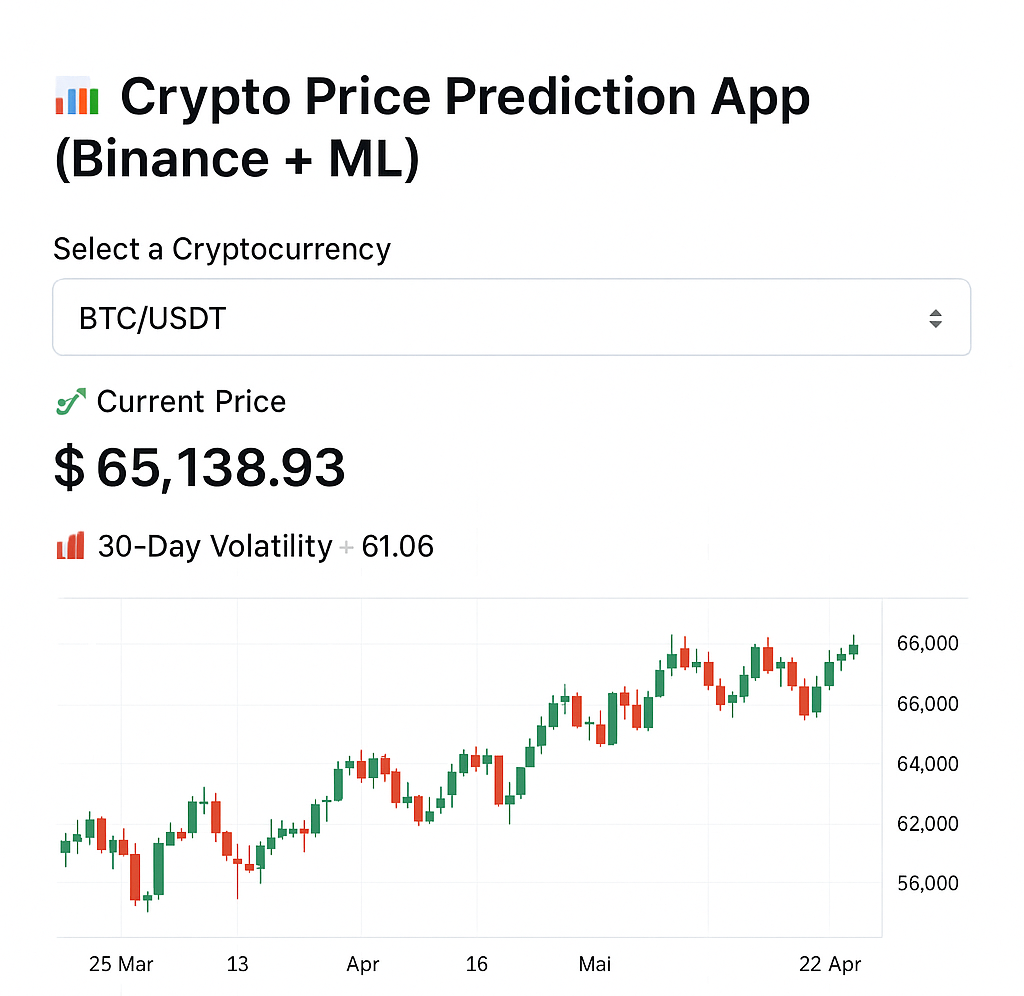 Crypto Price Prediction App
(Binance + ML)
Select a Cryptocurrency
BTC/USDT
Current Price
$ 65,138.93
30-Day Volatility + 61.06
66,000
66,000
64,000
62,000
56,000
25 Mar 13 Apr 16 Mai 22 Apr